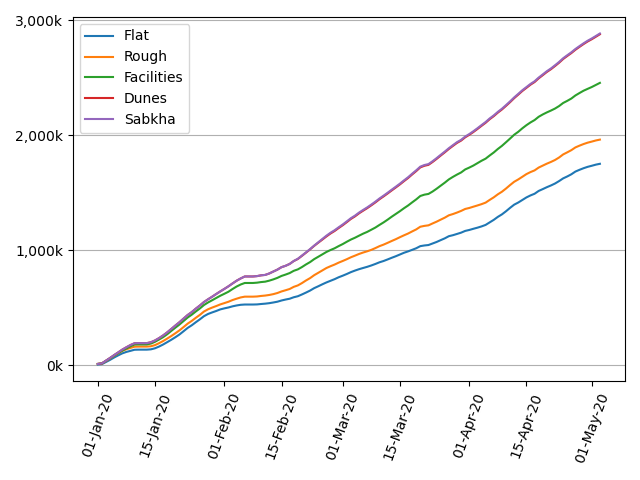 3,000k
2,000k
1,000k
0k
Flat
Rough
Facilities
Dunes
Sabkha
01-Jan-20
15-Jan-20
01-Feb-20
15-Feb-20
01-Mar-20
15-Mar-20
01-Apr-20
15-Apr-20
01-May-20